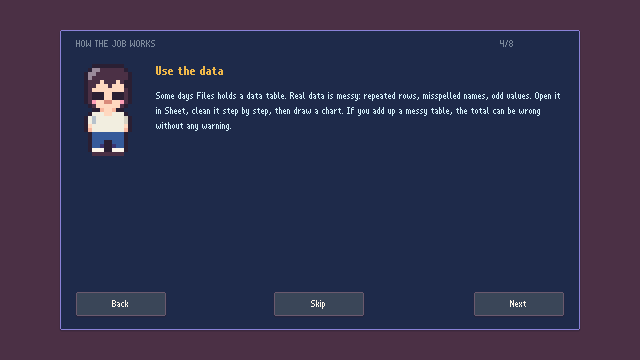 HOW THE JOB WORKS
4/8
Use the data
Some days Files holds a data table. Real data is messy: repeated rows, misspelled names, odd values. Open it
in Sheet, clean it step by step, then draw a chart. If you add up a messy table, the total can be wrong
without any warning.
Back
Skip
Next